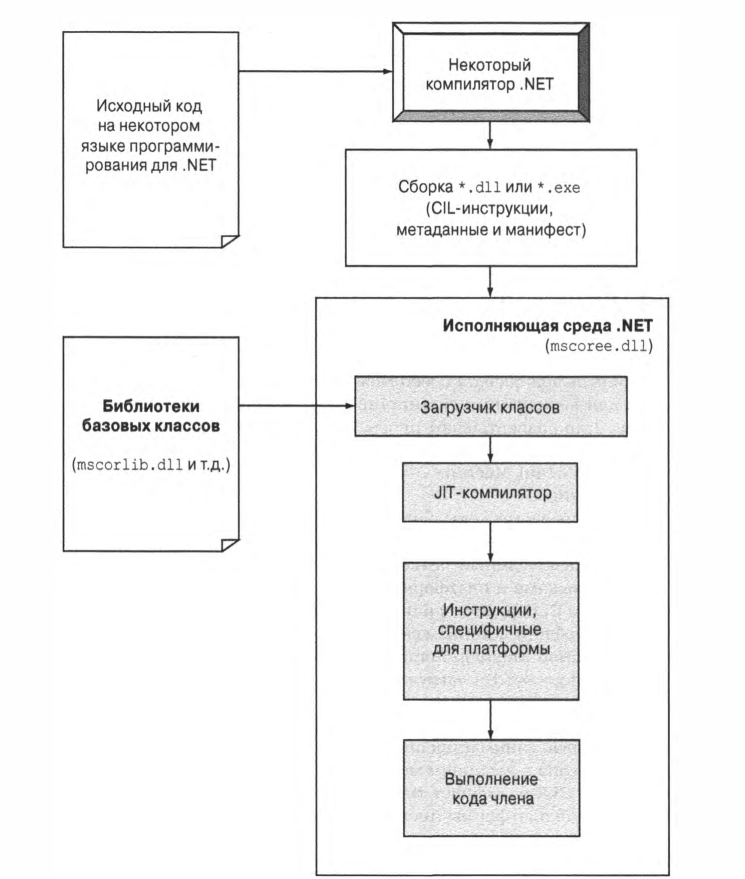 Исходный код
на некотором
языке программи-
рования для .NET
Некоторый
компилятор .NET
Сборка *.dll или *.exe
(CIL-инструкции,
метаданные и манифест)
Исполняющая среда .NET
(mscoree.dll)
Библиотеки
базовых классов
(mscorlib.dll и т.д.)
Загрузчик классов
JIT-компилятор
Инструкции,
специфичные
для платформы
Выполнение
кода члена